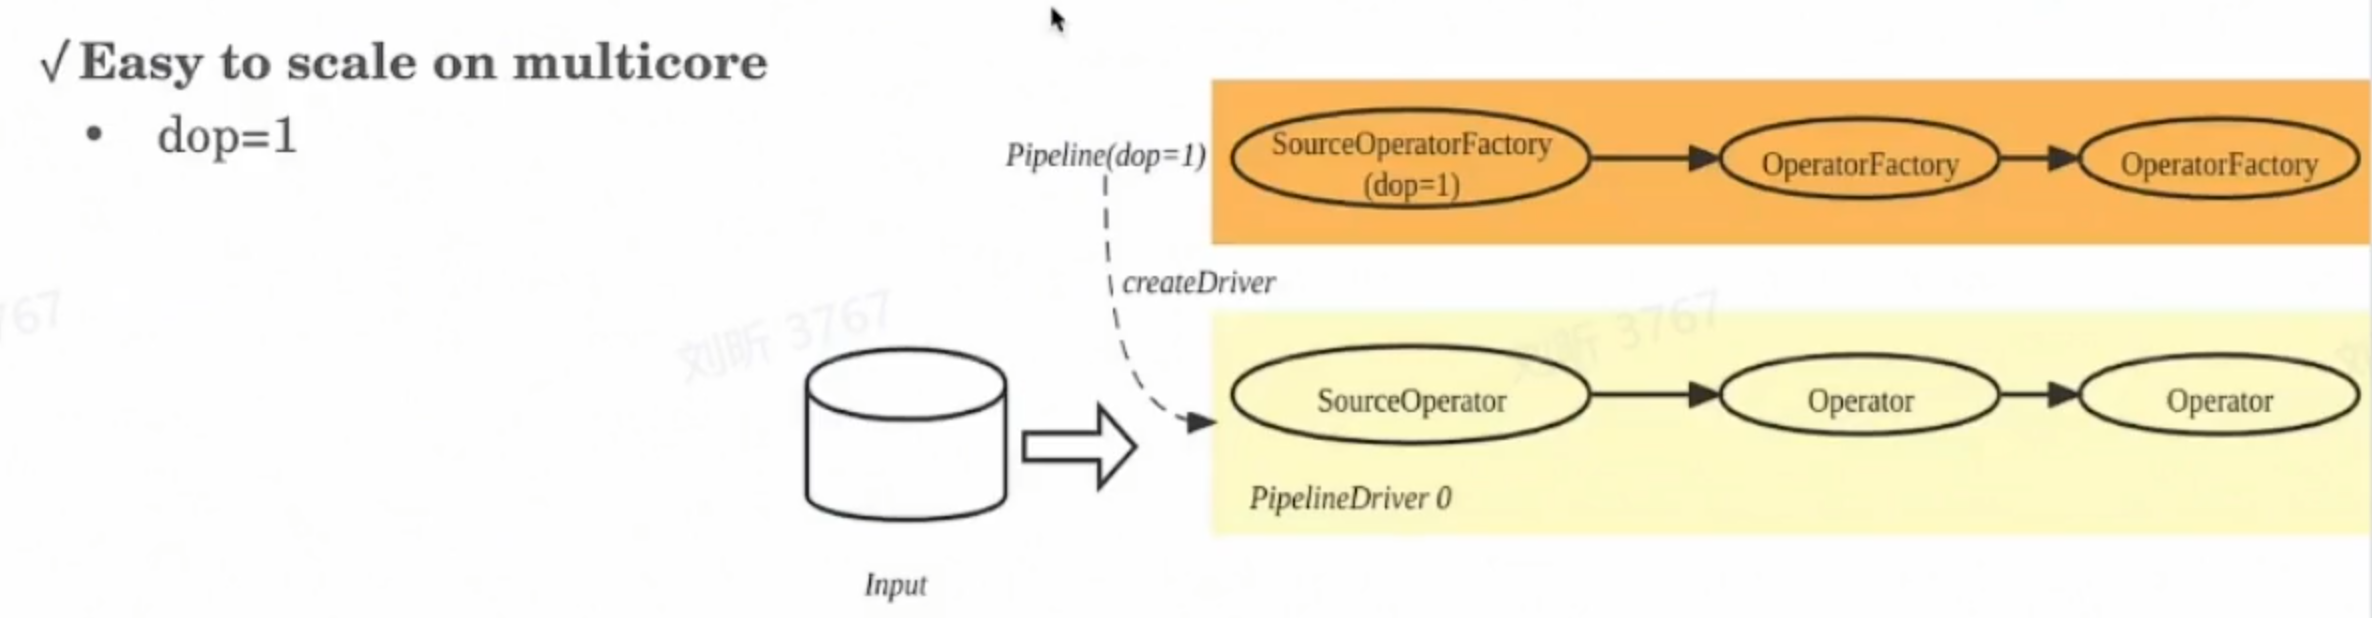 √ Easy to scale on multicore
• dop=1
Pipeline(dop=1)
SourceOperatorFactory
(dop=1)
OperatorFactory
OperatorFactory
createDriver
SourceOperator
Operator
Operator
PipelineDriver 0
Input
767
刘昕 3767
刘昕 3767